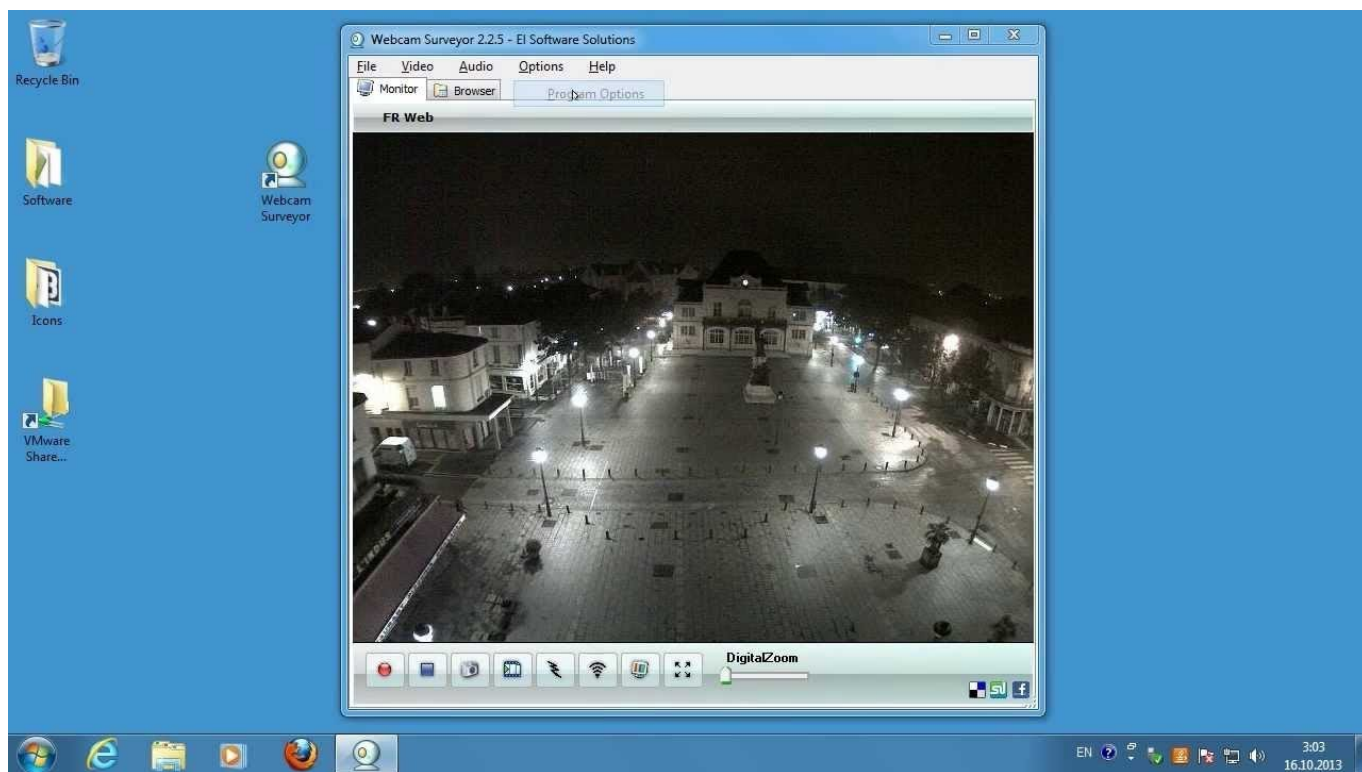 Recycle Bin
Software
Icons
VMware
Share...
Webcam
Surveyor
Webcam Surveyor 2.2.5 - EI Software Solutions
File Video Audio Options Help
Monitor Browser Program Options
FR Web
DigitalZoom
EN
3:03
16.10.2013